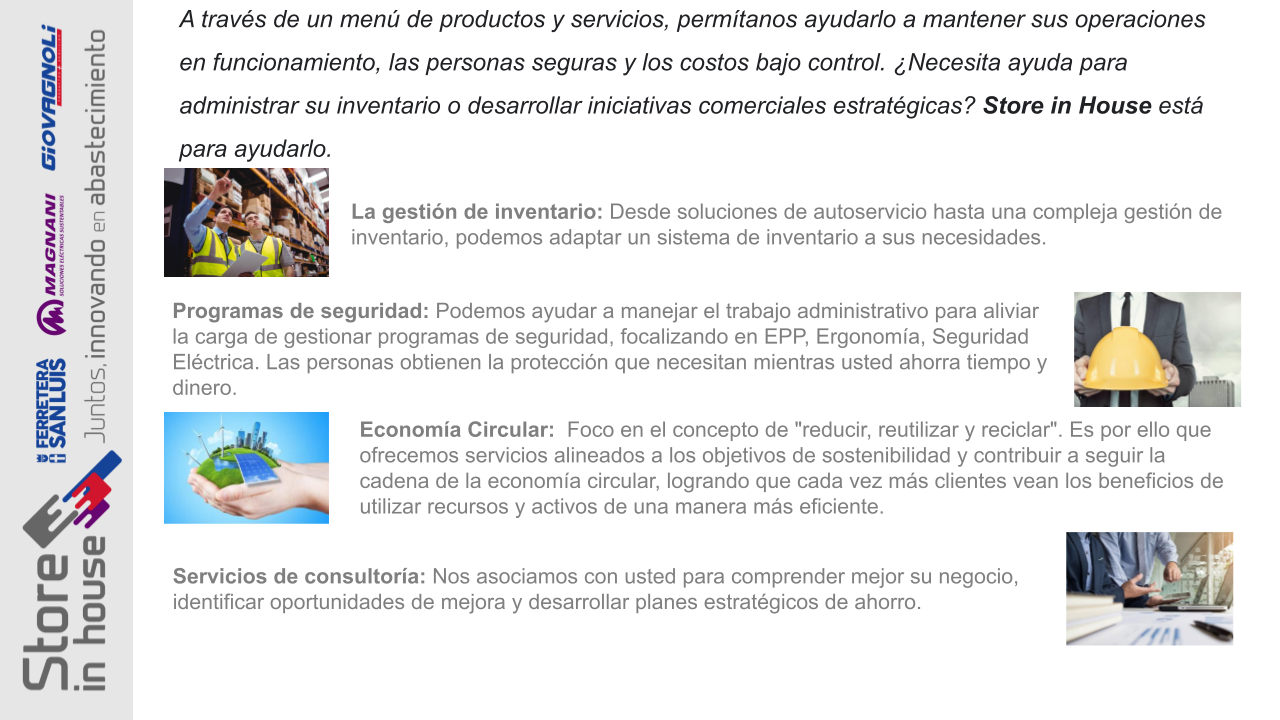 A través de un menú de productos y servicios, permítanos ayudarlo a mantener sus operaciones
en funcionamiento, las personas seguras y los costos bajo control. ¿Necesita ayuda para
administrar su inventario o desarrollar iniciativas comerciales estratégicas? Store in House está
para ayudarlo.
La gestión de inventario: Desde soluciones de autoservicio hasta una compleja gestión de
inventario, podemos adaptar un sistema de inventario a sus necesidades.
Programas de seguridad: Podemos ayudar a manejar el trabajo administrativo para aliviar
la carga de gestionar programas de seguridad, focalizando en EPP, Ergonomía, Seguridad
Eléctrica. Las personas obtienen la protección que necesitan mientras usted ahorra tiempo y
dinero.
Economía Circular: Foco en el concepto de "reducir, reutilizar y reciclar". Es por ello que
ofrecemos servicios alineados a los objetivos de sostenibilidad y contribuir a seguir la
cadena de la economía circular, logrando que cada vez más clientes vean los beneficios de
utilizar recursos y activos de una manera más eficiente.
Servicios de consultoría: Nos asociamos con usted para comprender mejor su negocio,
identificar oportunidades de mejora y desarrollar planes estratégicos de ahorro.
Store
in house
FERRETERA
SAN LUIS
MAGNANI
SOLUCIONES ELÉCTRICAS SUSTENTABLES
GIOVAGNOLI
Juntos, innovando en abastecimiento